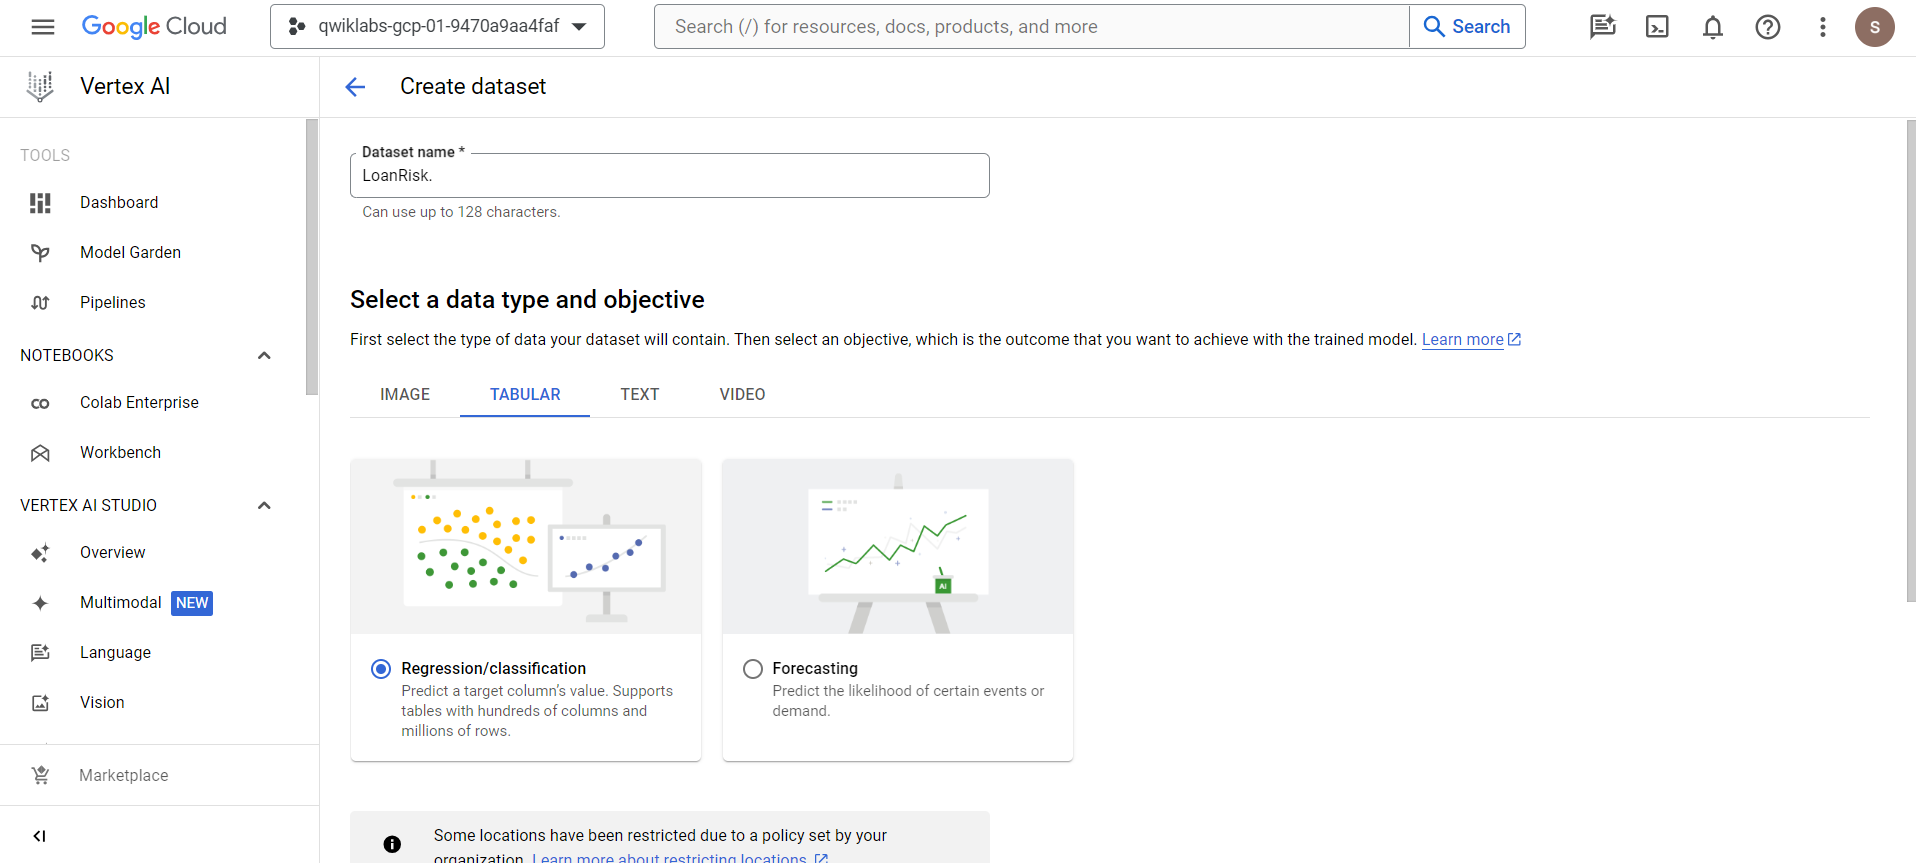 Google Cloud
qwiklabs-gcp-01-9470a9aa4faf
Search (/) for resources, docs, products, and more
Search
S
Vertex AI
Create dataset
TOOLS
Dashboard
Model Garden
Pipelines
NOTEBOOKS
Colab Enterprise
Workbench
VERTEX AI STUDIO
Overview
Multimodal NEW
Language
Vision
Marketplace
Dataset name *
LoanRisk.
Can use up to 128 characters.
Select a data type and objective
First select the type of data your dataset will contain. Then select an objective, which is the outcome that you want to achieve with the trained model. Learn more
IMAGE
TABULAR
TEXT
VIDEO
Regression/classification
Predict a target column’s value. Supports
tables with hundreds of columns and
millions of rows.
AI
Forecasting
Predict the likelihood of certain events or
demand.
Some locations have been restricted due to a policy set by your
organization. Learn more about restricting locations